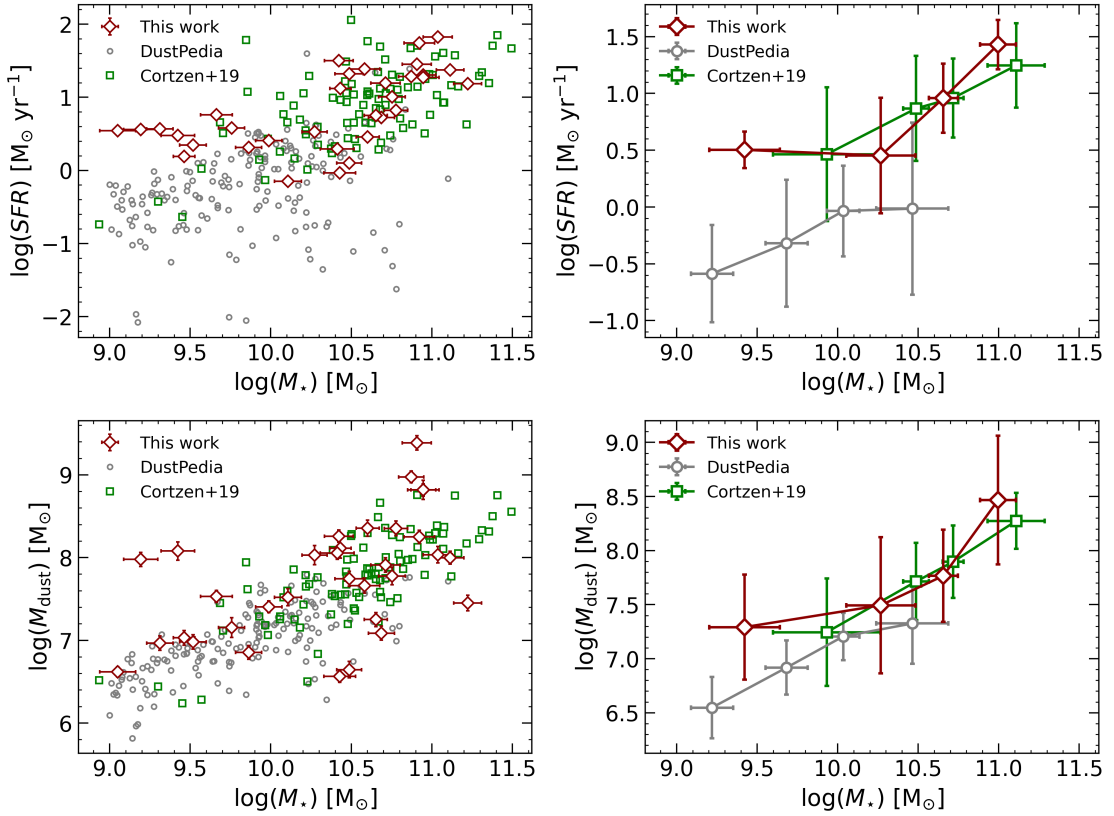 log(SFR) [M⊙ yr⁻¹]
2
1
0
−1
−2
This work
DustPedia
Cortzen+19
9.0 9.5 10.0 10.5 11.0 11.5
log(M⋆) [M⊙]
log(SFR) [M⊙ yr⁻¹]
1.5
1.0
0.5
0.0
−0.5
−1.0
This work
DustPedia
Cortzen+19
9.0 9.5 10.0 10.5 11.0 11.5
log(M⋆) [M⊙]
log(Mdust) [M⊙]
9
8
7
6
This work
DustPedia
Cortzen+19
9.0 9.5 10.0 10.5 11.0 11.5
log(M⋆) [M⊙]
log(Mdust) [M⊙]
9.0
8.5
8.0
7.5
7.0
6.5
This work
DustPedia
Cortzen+19
9.0 9.5 10.0 10.5 11.0 11.5
log(M⋆) [M⊙]